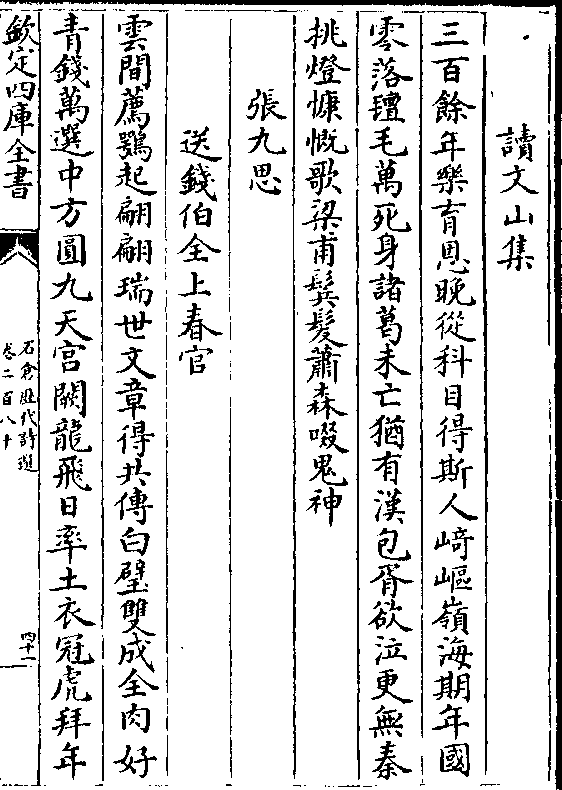 讀文山集
三百餘年樂育恩晚從科目得斯人崎嶇嶺海期年國
零落氊毛萬死身諸葛未亡猶有漢包胥欲泣更無秦
挑燈慷慨歌梁甫鬓髮蕭森啜鬼神
張九思
送錢伯全上春官
雲間薦鶚起翩翩瑞世文章得共傳白璧雙成全肉好
青錢萬選中方圓九天宮闕龍飛日率土衣冠虎拜年
欽定四庫全書
石倉歷代詩選
卷二百八十
四十一